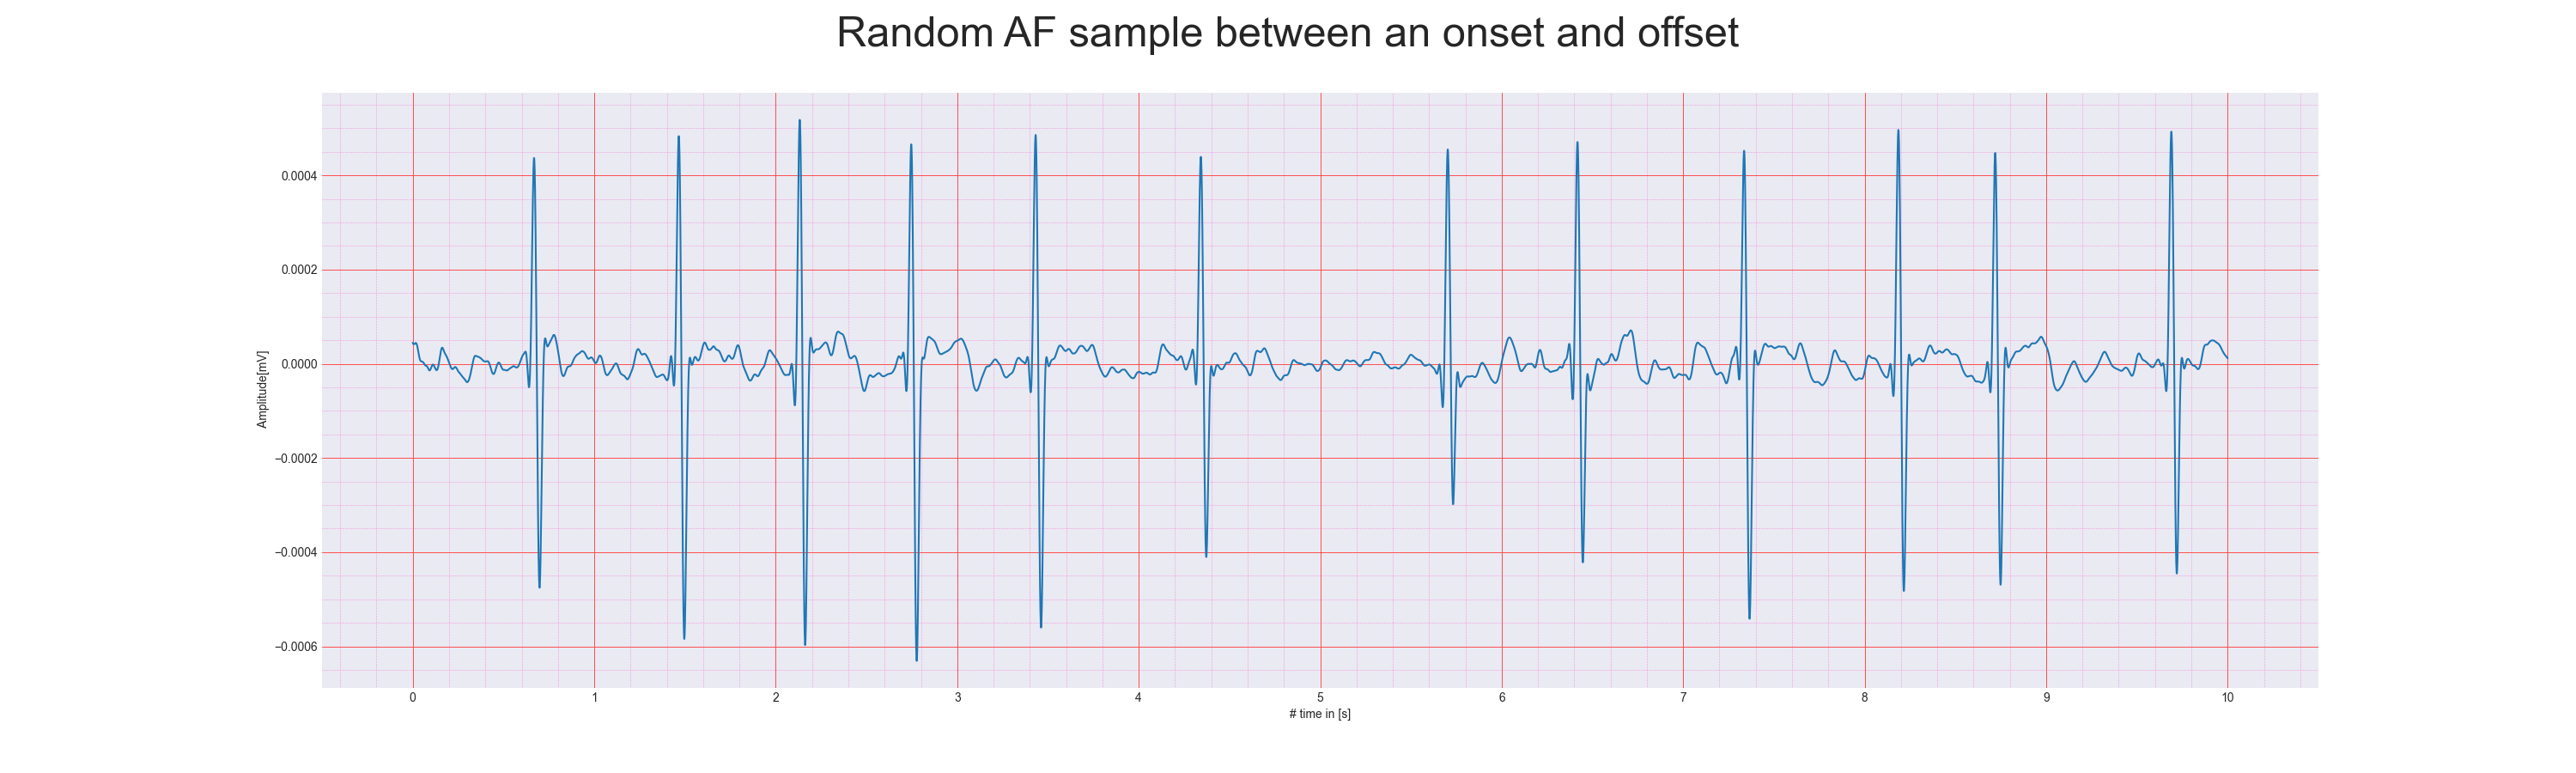 Random AF sample between an onset and offset
0.0004
0.0002
0.0000
−0.0002
−0.0004
−0.0006
Amplitude[mV]
0 1 2 3 4 5 6 7 8 9 10
# time in [s]